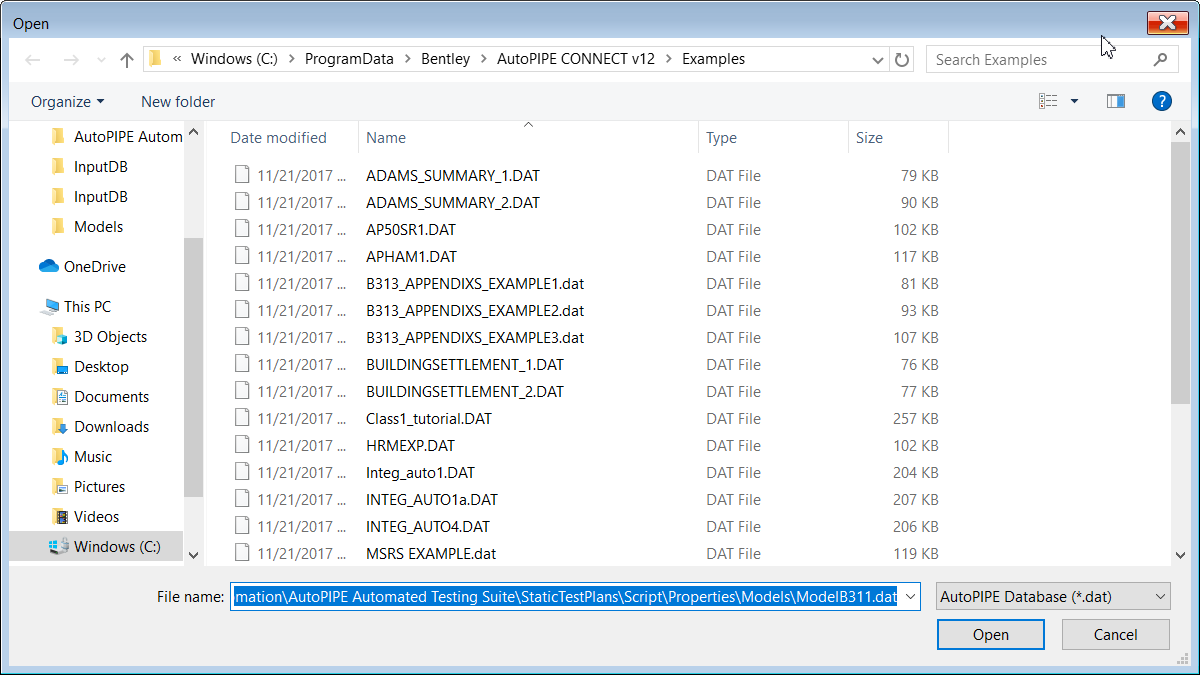 Open
« Windows (C:) > ProgramData > Bentley > AutoPIPE CONNECT v12 > Examples
Search Examples
Organize New folder
?
AutoPIPE Autom
InputDB
InputDB
Models
OneDrive
This PC
3D Objects
Desktop
Documents
Downloads
Music
Pictures
Videos
Windows (C:)
Date modified Name Type Size
11/21/2017 ... ADAMS_SUMMARY_1.DAT DAT File 79 KB
11/21/2017 ... ADAMS_SUMMARY_2.DAT DAT File 90 KB
11/21/2017 ... AP50SR1.DAT DAT File 102 KB
11/21/2017 ... APHAM1.DAT DAT File 117 KB
11/21/2017 ... B313_APPENDIXS_EXAMPLE1.dat DAT File 81 KB
11/21/2017 ... B313_APPENDIXS_EXAMPLE2.dat DAT File 93 KB
11/21/2017 ... B313_APPENDIXS_EXAMPLE3.dat DAT File 107 KB
11/21/2017 ... BUILDINGSETTLEMENT_1.DAT DAT File 76 KB
11/21/2017 ... BUILDINGSETTLEMENT_2.DAT DAT File 77 KB
11/21/2017 ... Class1_tutorial.DAT DAT File 257 KB
11/21/2017 ... HRMEXP.DAT DAT File 102 KB
11/21/2017 ... Integ_auto1.DAT DAT File 204 KB
11/21/2017 ... INTEG_AUTO1a.DAT DAT File 207 KB
11/21/2017 ... INTEG_AUTO4.DAT DAT File 206 KB
11/21/2017 ... MSRS EXAMPLE.dat DAT File 119 KB
File name: omation\AutoPIPE Automated Testing Suite\StaticTestPlans\Script\Properties\Models\ModelB311.dat AutoPIPE Database (*.dat)
Open Cancel